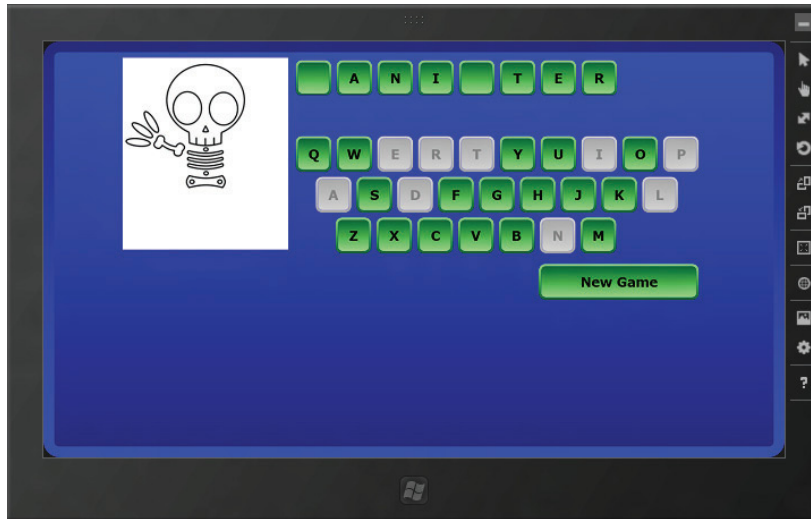 A N I T E R
Q W E R T Y U I O P
A S D F G H J K L
Z X C V B N M
New Game
?